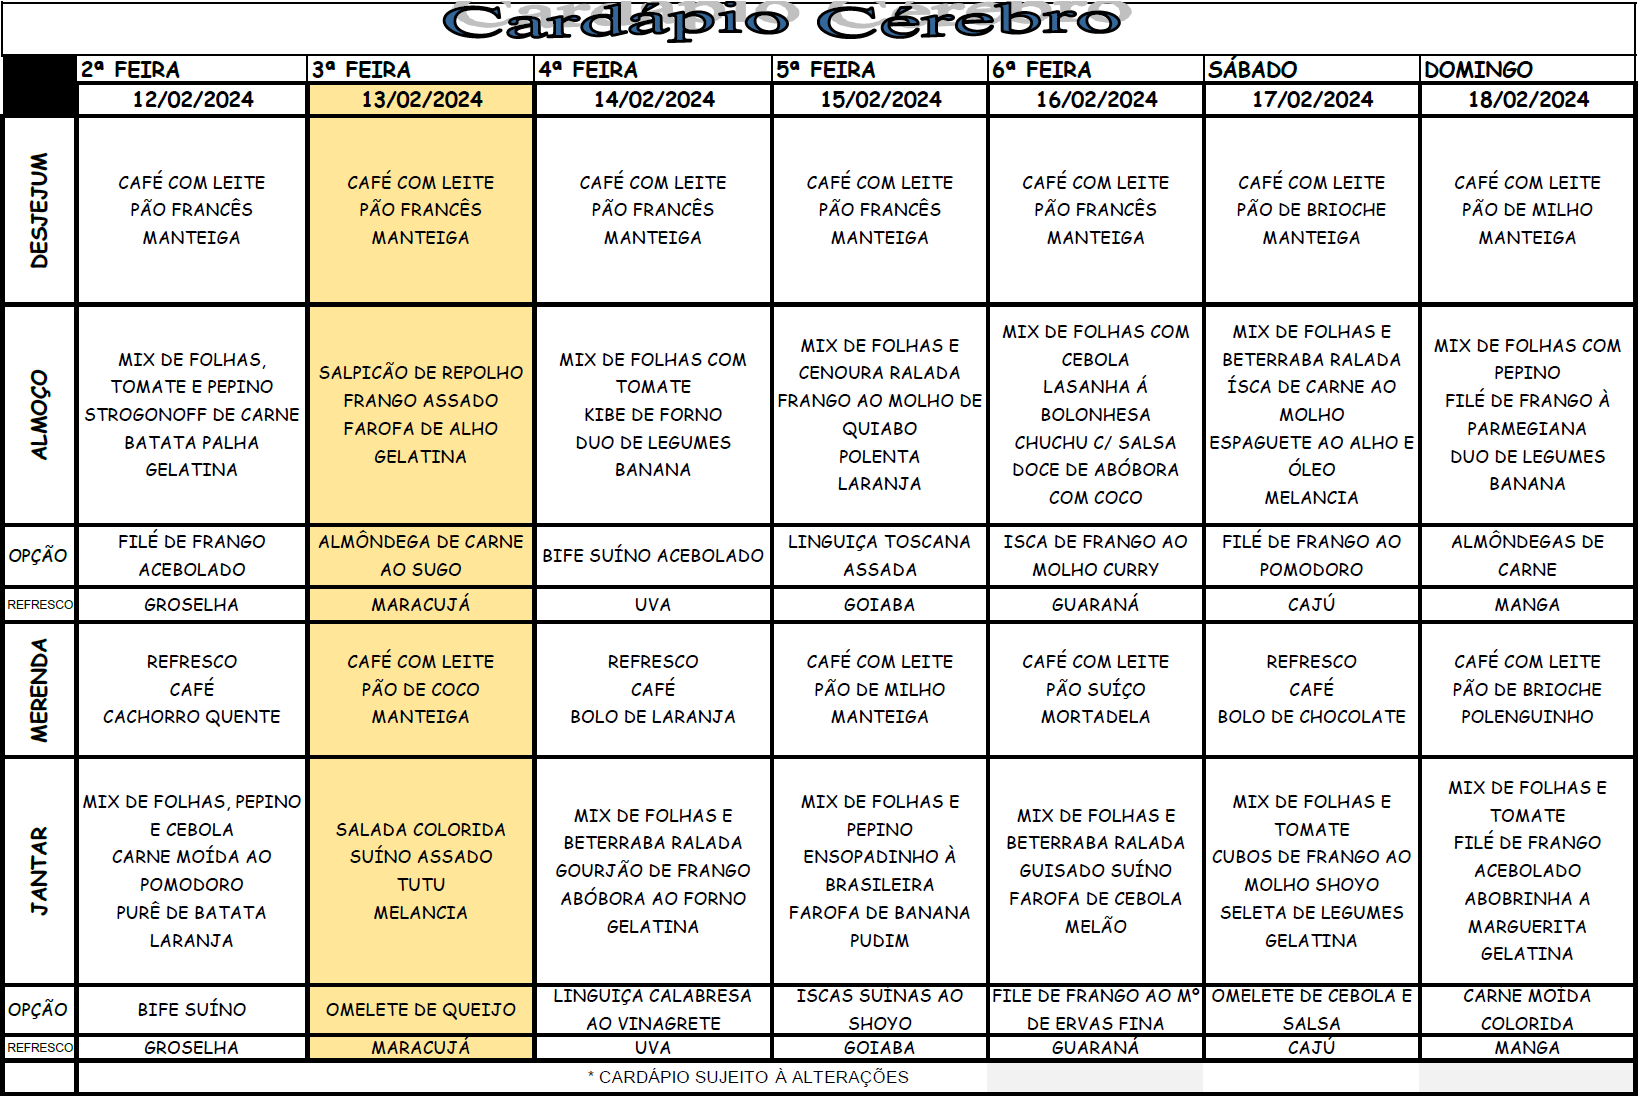 Cardápio Cérebro
2ª FEIRA 3ª FEIRA 4ª FEIRA 5ª FEIRA 6ª FEIRA SÁBADO DOMINGO
12/02/2024 13/02/2024 14/02/2024 15/02/2024 16/02/2024 17/02/2024 18/02/2024
DESJEJUM
CAFÉ COM LEITE
PÃO FRANCÊS
MANTEIGA
CAFÉ COM LEITE
PÃO FRANCÊS
MANTEIGA
CAFÉ COM LEITE
PÃO FRANCÊS
MANTEIGA
CAFÉ COM LEITE
PÃO FRANCÊS
MANTEIGA
CAFÉ COM LEITE
PÃO FRANCÊS
MANTEIGA
CAFÉ COM LEITE
PÃO DE BRIOCHE
MANTEIGA
CAFÉ COM LEITE
PÃO DE MILHO
MANTEIGA
ALMOÇO
MIX DE FOLHAS,
TOMATE E PEPINO
STROGONOFF DE CARNE
BATATA PALHA
GELATINA
SALPICÃO DE REPOLHO
FRANGO ASSADO
FAROFA DE ALHO
GELATINA
MIX DE FOLHAS COM
TOMATE
KIBE DE FORNO
DUO DE LEGUMES
BANANA
MIX DE FOLHAS E
CENOURA RALADA
FRANGO AO MOLHO DE
QUIABO
POLENTA
LARANJA
MIX DE FOLHAS COM
CEBOLA
LASANHA Á
BOLONHESA
CHUCHU C/ SALSA
DOCE DE ABÓBORA
COM COCO
MIX DE FOLHAS E
BETERRABA RALADA
ÍSCA DE CARNE AO
MOLHO
ESPAGUETE AO ALHO E
ÓLEO
MELANCIA
MIX DE FOLHAS COM
PEPINO
FILÉ DE FRANGO À
PARMEGIANA
DUO DE LEGUMES
BANANA
OPÇÃO
FILÉ DE FRANGO
ACEBOLADO
ALMÔNDEGA DE CARNE
AO SUGO
BIFE SUÍNO ACEBOLADO
LINGUIÇA TOSCANA
ASSADA
ISCA DE FRANGO AO
MOLHO CURRY
FILÉ DE FRANGO AO
POMODORO
ALMÔNDEGAS DE
CARNE
REFRESCO GROSELHA MARACUJÁ UVA GOIABA GUARANÁ CAJÚ MANGA
MERENDA
REFRESCO
CAFÉ
CACHORRO QUENTE
CAFÉ COM LEITE
PÃO DE COCO
MANTEIGA
REFRESCO
CAFÉ
BOLO DE LARANJA
CAFÉ COM LEITE
PÃO DE MILHO
MANTEIGA
CAFÉ COM LEITE
PÃO SUÍÇO
MORTADELA
REFRESCO
CAFÉ
BOLO DE CHOCOLATE
CAFÉ COM LEITE
PÃO DE BRIOCHE
POLENGUINHO
JANTAR
MIX DE FOLHAS, PEPINO
E CEBOLA
CARNE MOÍDA AO
POMODORO
PURÊ DE BATATA
LARANJA
SALADA COLORIDA
SUÍNO ASSADO
TUTU
MELANCIA
MIX DE FOLHAS E
BETERRABA RALADA
GOURJÃO DE FRANGO
ABÓBORA AO FORNO
GELATINA
MIX DE FOLHAS E
PEPINO
ENSOPADINHO À
BRASILEIRA
FAROFA DE BANANA
PUDIM
MIX DE FOLHAS E
BETERRABA RALADA
GUISADO SUÍNO
FAROFA DE CEBOLA
MELÃO
MIX DE FOLHAS E
TOMATE
CUBOS DE FRANGO AO
MOLHO SHOYO
SELETA DE LEGUMES
GELATINA
MIX DE FOLHAS E
TOMATE
FILÉ DE FRANGO
ACEBOLADO
ABOBRINHA A
MARGUERITA
GELATINA
OPÇÃO
BIFE SUÍNO
OMELETE DE QUEIJO
LINGUIÇA CALABRESA
AO VINAGRETE
ISCAS SUÍNAS AO
SHOYO
FILE DE FRANGO AO Mº
DE ERVAS FINA
OMELETE DE CEBOLA E
SALSA
CARNE MOÍDA
COLORIDA
REFRESCO GROSELHA MARACUJÁ UVA GOIABA GUARANÁ CAJÚ MANGA
* CARDÁPIO SUJEITO À ALTERAÇÕES